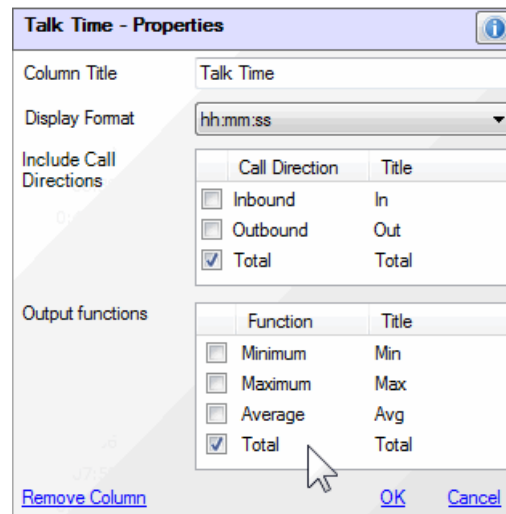 Talk Time - Properties
Column Title Talk Time
Display Format hh:mm:ss
Include Call Directions
Call Direction Title
Inbound In
Outbound Out
Total Total
Output functions
Function Title
Minimum Min
Maximum Max
Average Avg
Total Total
Remove Column OK Cancel